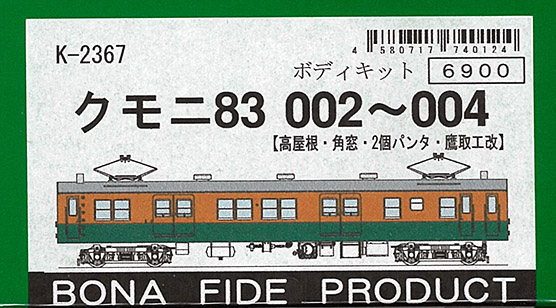 K-2367
4 580717 740124
ボディキット 6900
クモニ83 002～004
【高屋根・角窓・2個パンタ・鷹取工改】
BONA FIDE PRODUCT